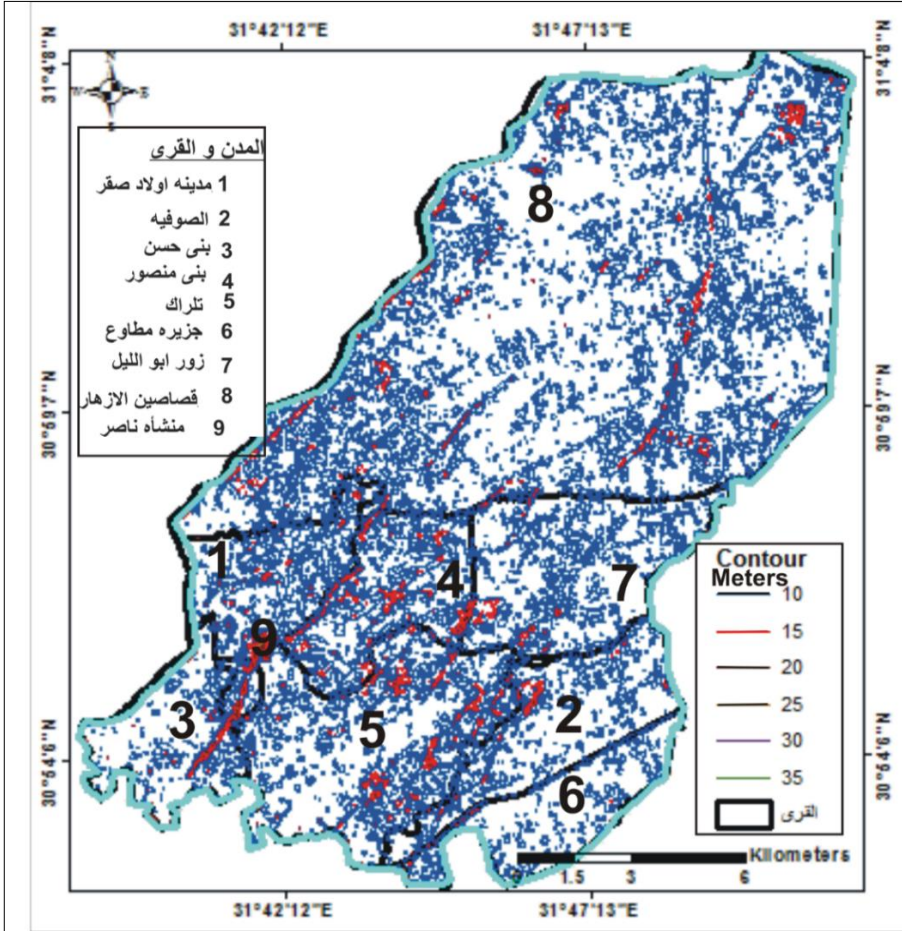 31°42'12"E 31°47'13"E
31°4'8"N 31°4'8"N
N
W E
S
المدن و القرى
1 مدينه اولاد صقر
2 الصوفيه
3 بنى حسن
4 بنى منصور
5 تلراك
6 جزيره مطاوع
7 زور ابو الليل
8 قصاصين الازهار
9 منشأه ناصر
8
30°59'7"N 30°59'7"N
1
4
7
9
3
5
2
6
Contour
Meters
10
15
20
25
30
35
القرى
30°54'6"N 30°54'6"N
Kilometers
0 1.5 3 6
31°42'12"E 31°47'13"E